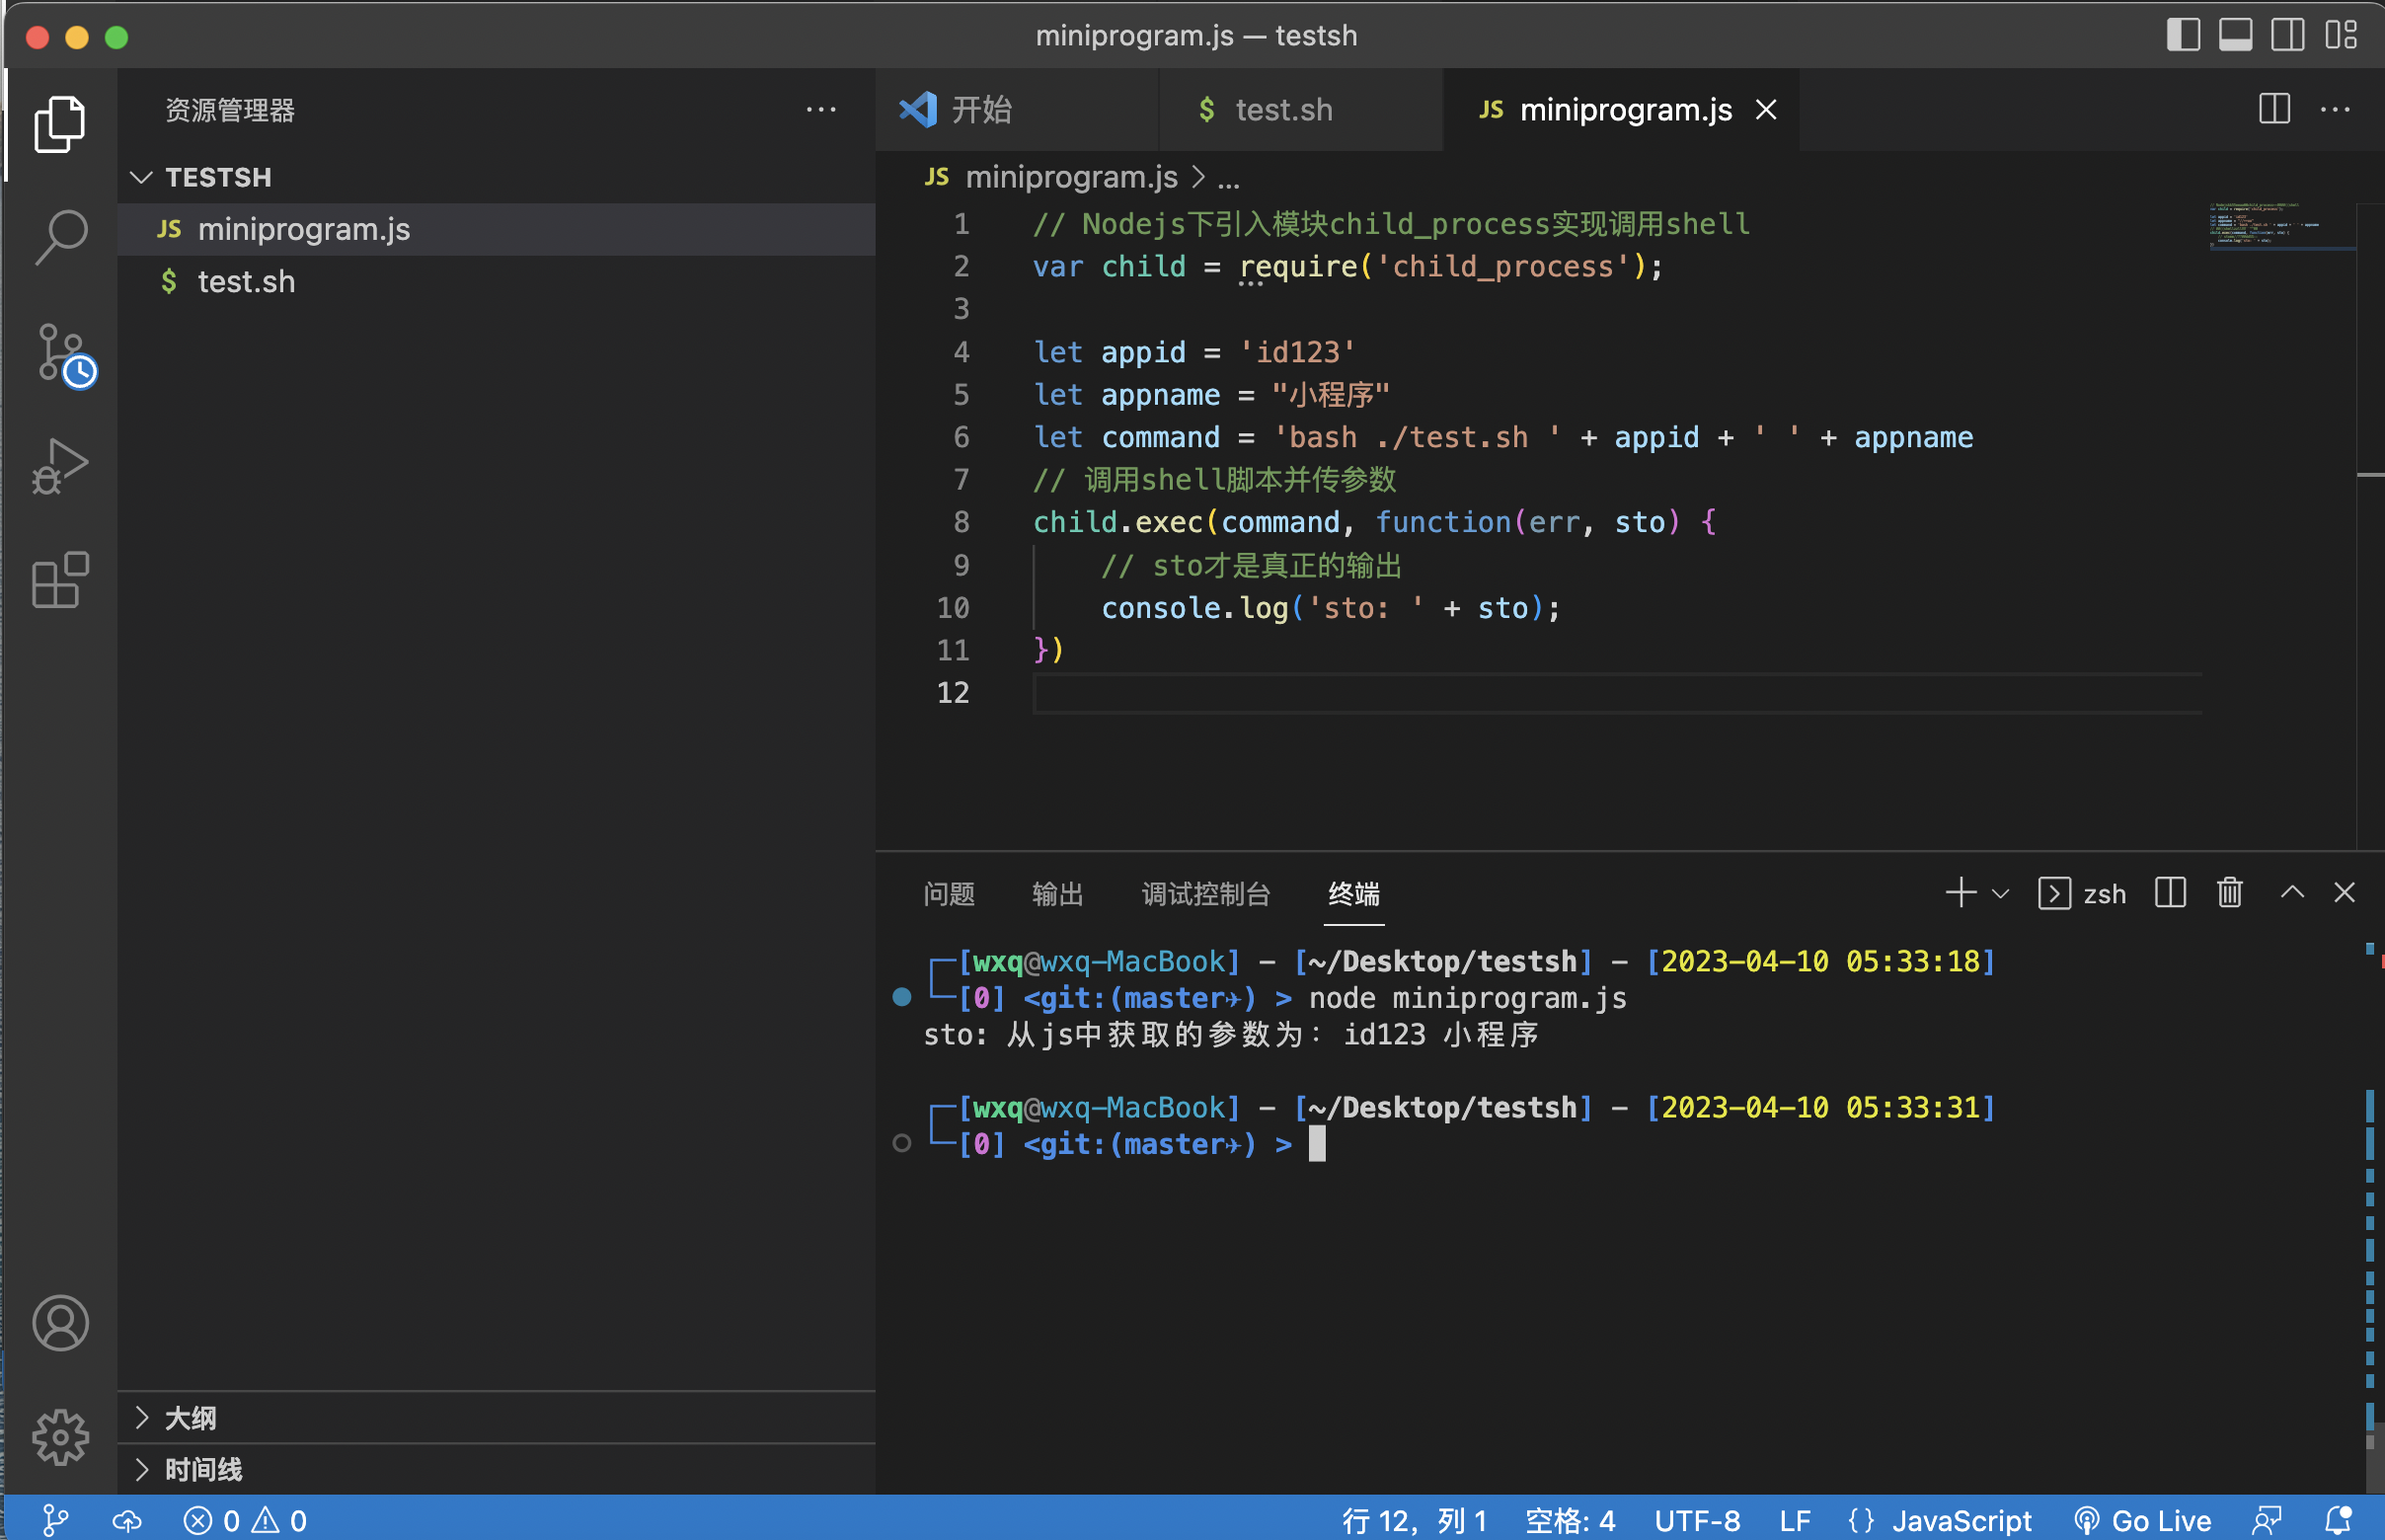 miniprogram.js — testsh
资源管理器
TESTSH
JS miniprogram.js
$ test.sh
大纲
时间线
开始
$ test.sh
JS miniprogram.js
JS miniprogram.js > ...
1 // Nodejs下引入模块child_process实现调用shell
2 var child = require('child_process');
3
4 let appid = 'id123'
5 let appname = "小程序"
6 let command = 'bash ./test.sh ' + appid + ' ' + appname
7 // 调用shell脚本并传参数
8 child.exec(command, function(err, sto) {
9 // sto才是真正的输出
10 console.log('sto: ' + sto);
11 })
12
问题 输出 调试控制台 终端 zsh
[wxq@wxq-MacBook] - [~/Desktop/testsh] - [2023-04-10 05:33:18]
[0] <git:(master✈) > node miniprogram.js
sto: 从js中获取的参数为：id123 小程序
[wxq@wxq-MacBook] - [~/Desktop/testsh] - [2023-04-10 05:33:31]
[0] <git:(master✈) >
0 0 行 12，列 1 空格: 4 UTF-8 LF {} JavaScript Go Live